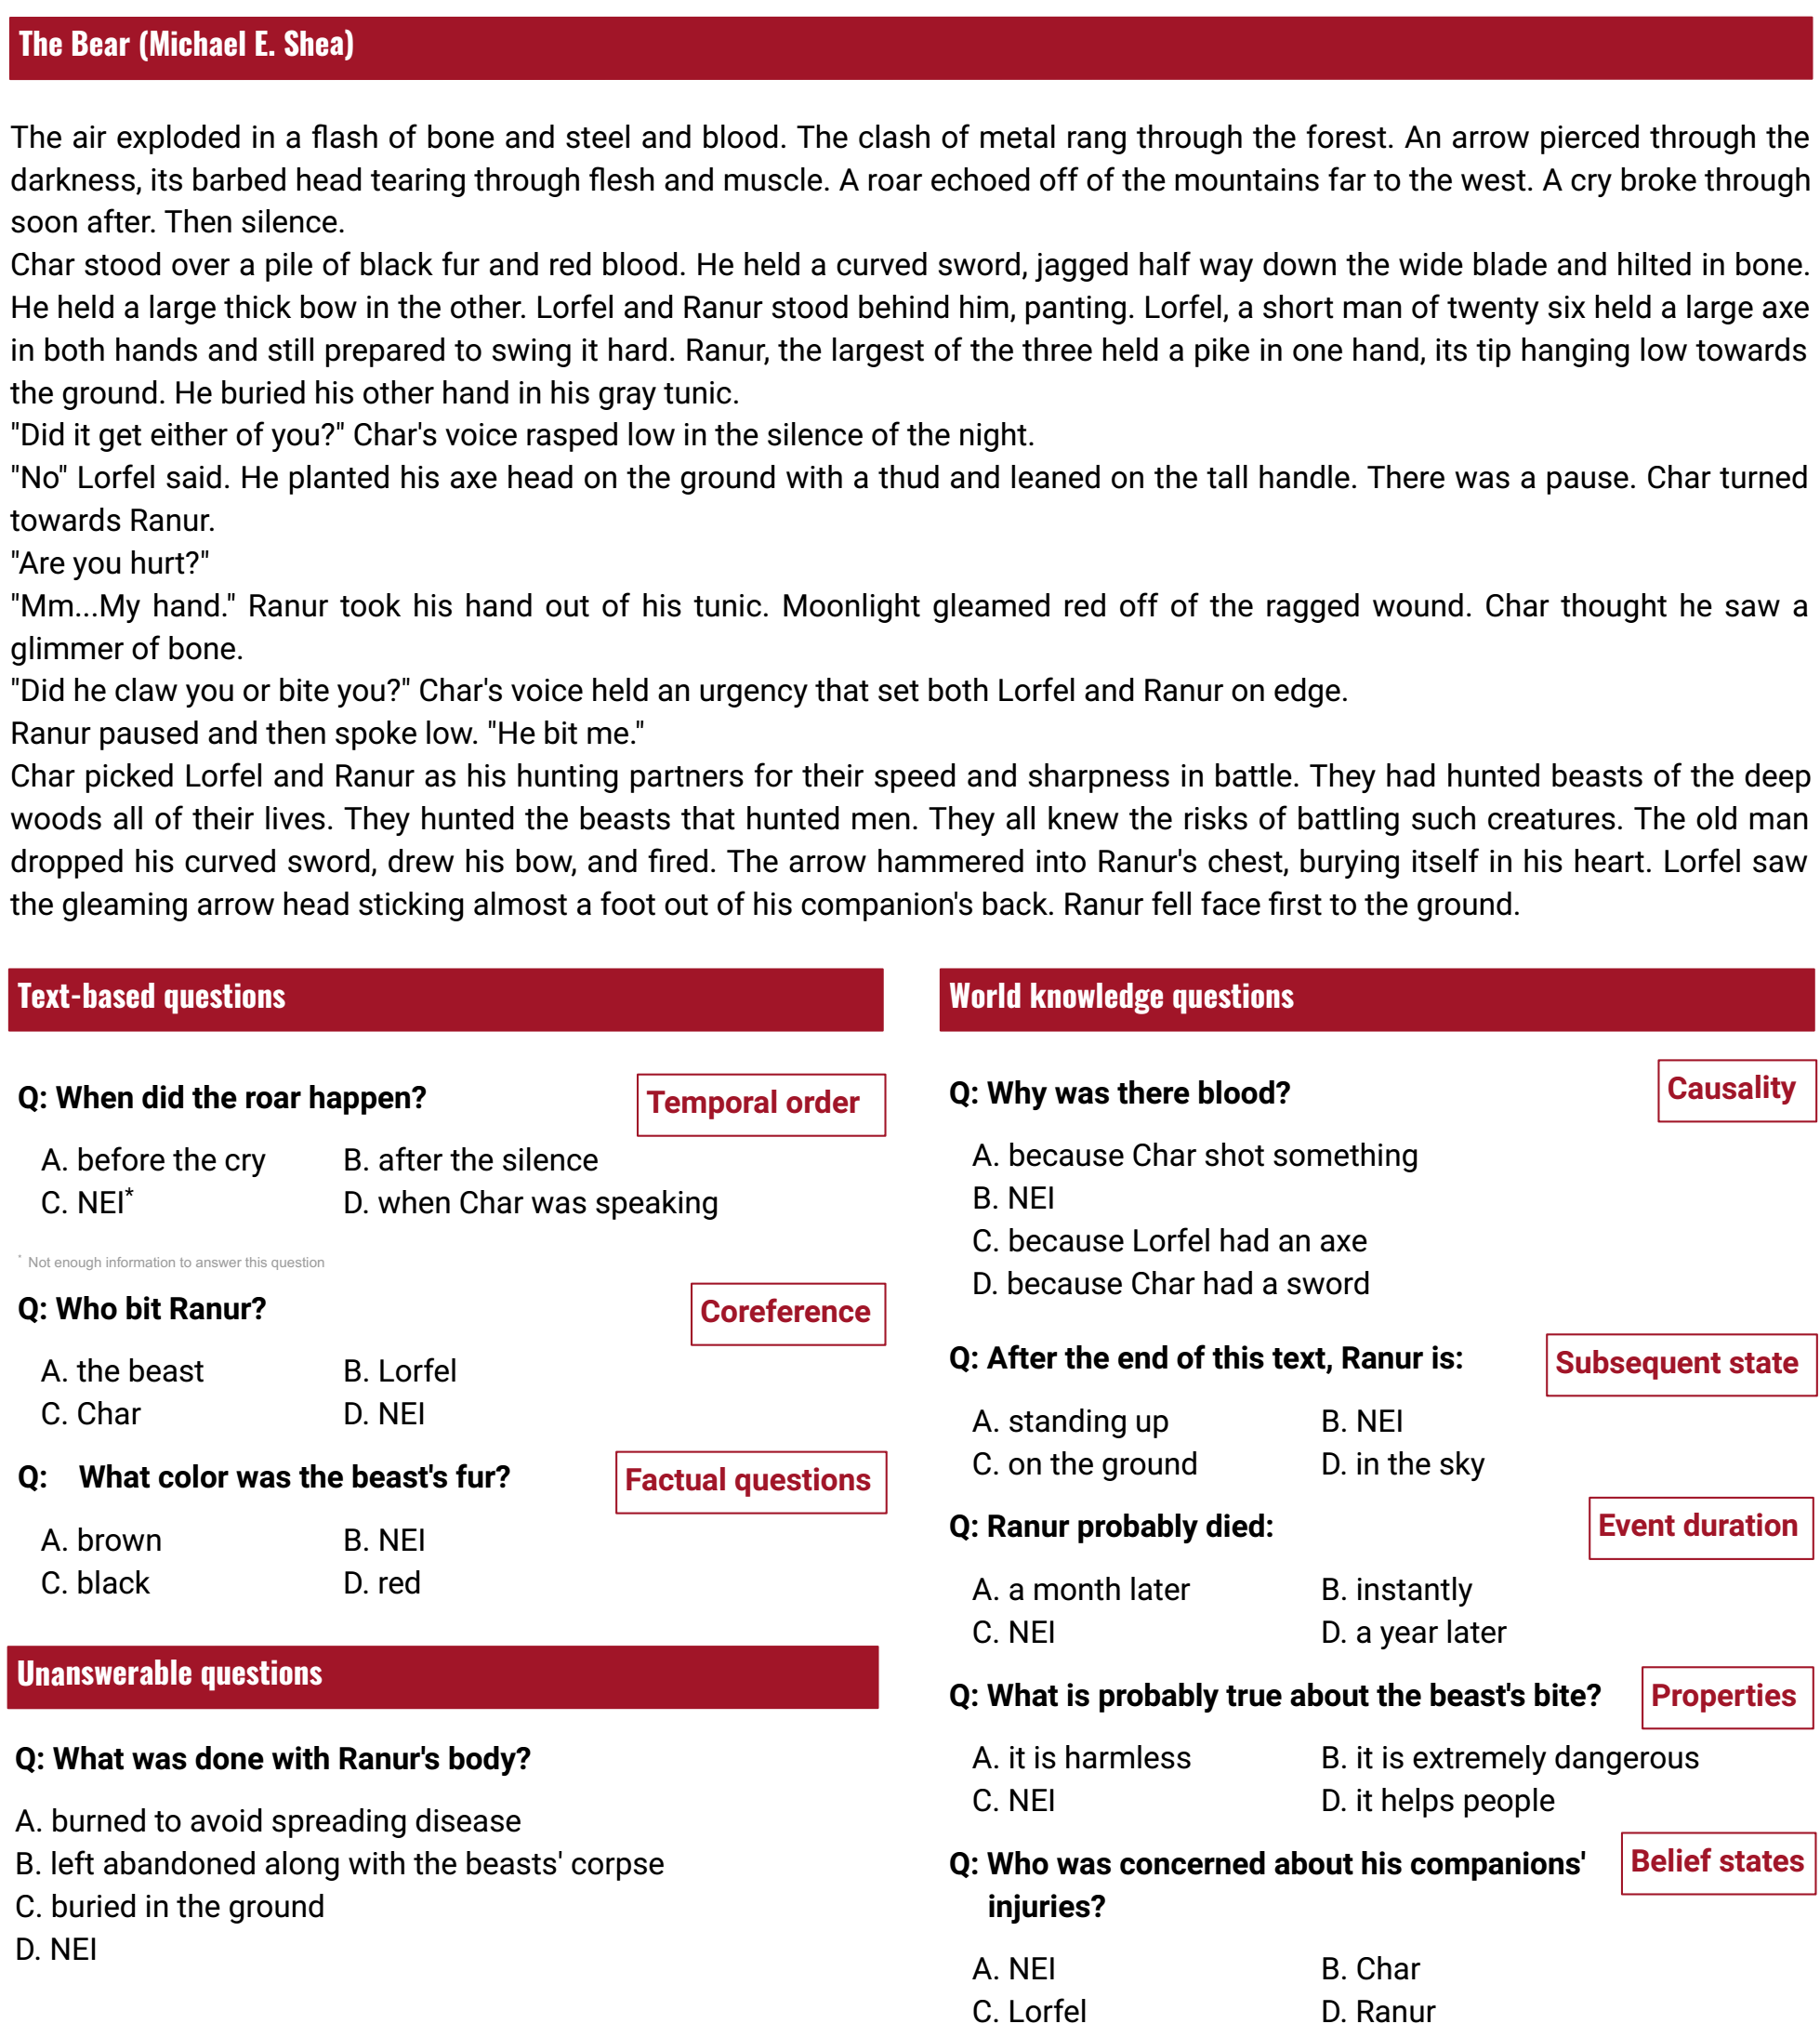 The Bear (Michael E. Shea)
The air exploded in a flash of bone and steel and blood. The clash of metal rang through the forest. An arrow pierced through the
darkness, its barbed head tearing through flesh and muscle. A roar echoed off of the mountains far to the west. A cry broke through
soon after. Then silence.
Char stood over a pile of black fur and red blood. He held a curved sword, jagged half way down the wide blade and hilted in bone.
He held a large thick bow in the other. Lorfel and Ranur stood behind him, panting. Lorfel, a short man of twenty six held a large axe
in both hands and still prepared to swing it hard. Ranur, the largest of the three held a pike in one hand, its tip hanging low towards
the ground. He buried his other hand in his gray tunic.
"Did it get either of you?" Char's voice rasped low in the silence of the night.
"No" Lorfel said. He planted his axe head on the ground with a thud and leaned on the tall handle. There was a pause. Char turned
towards Ranur.
"Are you hurt?"
"Mm...My hand." Ranur took his hand out of his tunic. Moonlight gleamed red off of the ragged wound. Char thought he saw a
glimmer of bone.
"Did he claw you or bite you?" Char's voice held an urgency that set both Lorfel and Ranur on edge.
Ranur paused and then spoke low. "He bit me."
Char picked Lorfel and Ranur as his hunting partners for their speed and sharpness in battle. They had hunted beasts of the deep
woods all of their lives. They hunted the beasts that hunted men. They all knew the risks of battling such creatures. The old man
dropped his curved sword, drew his bow, and fired. The arrow hammered into Ranur's chest, burying itself in his heart. Lorfel saw
the gleaming arrow head sticking almost a foot out of his companion's back. Ranur fell face first to the ground.
Text-based questions
Q: When did the roar happen?
Temporal order
A. before the cry B. after the silence
C. NEI* D. when Char was speaking
* Not enough information to answer this question
Q: Who bit Ranur?
Coreference
A. the beast B. Lorfel
C. Char D. NEI
Q: What color was the beast's fur?
Factual questions
A. brown B. NEI
C. black D. red
Unanswerable questions
Q: What was done with Ranur's body?
A. burned to avoid spreading disease
B. left abandoned along with the beasts' corpse
C. buried in the ground
D. NEI
World knowledge questions
Q: Why was there blood?
Causality
A. because Char shot something
B. NEI
C. because Lorfel had an axe
D. because Char had a sword
Q: After the end of this text, Ranur is:
Subsequent state
A. standing up B. NEI
C. on the ground D. in the sky
Q: Ranur probably died:
Event duration
A. a month later B. instantly
C. NEI D. a year later
Q: What is probably true about the beast's bite?
Properties
A. it is harmless B. it is extremely dangerous
C. NEI D. it helps people
Q: Who was concerned about his companions'
injuries?
Belief states
A. NEI B. Char
C. Lorfel D. Ranur